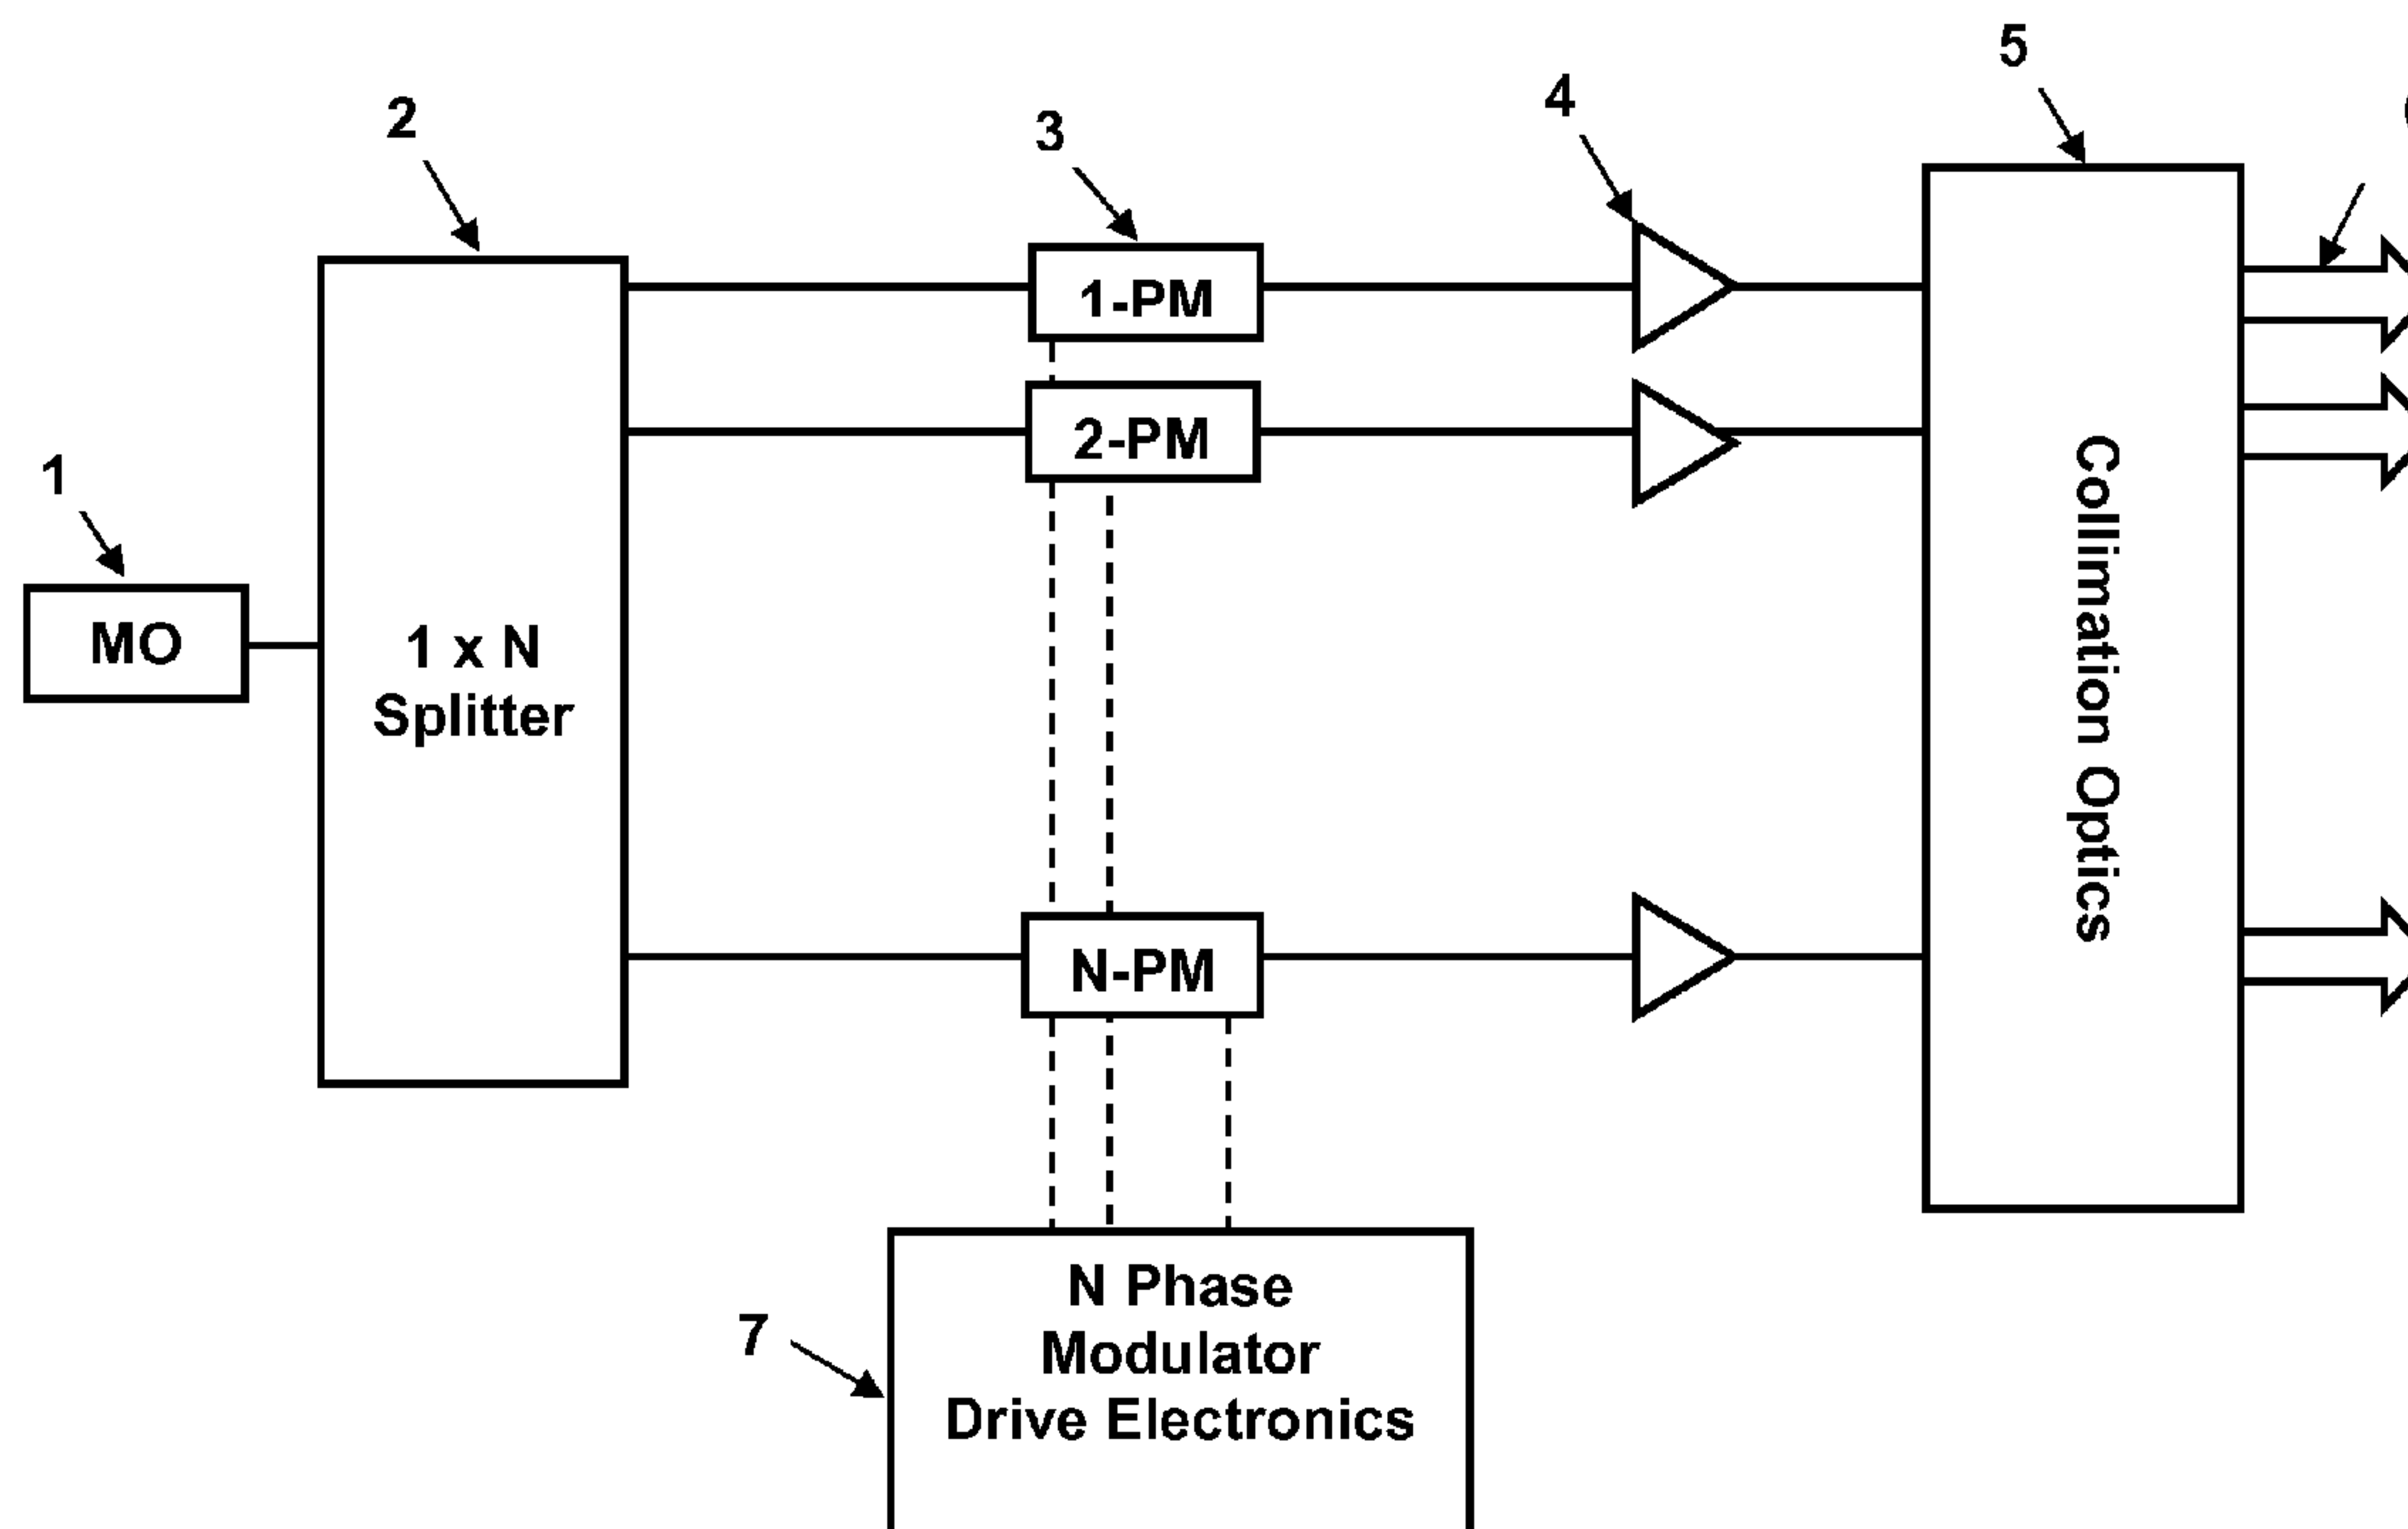 5
4
2
3
1-PM
2-PM
1
MO
1 x N
Splitter
Collimation Optics
N-PM
N Phase
Modulator
Drive Electronics
7